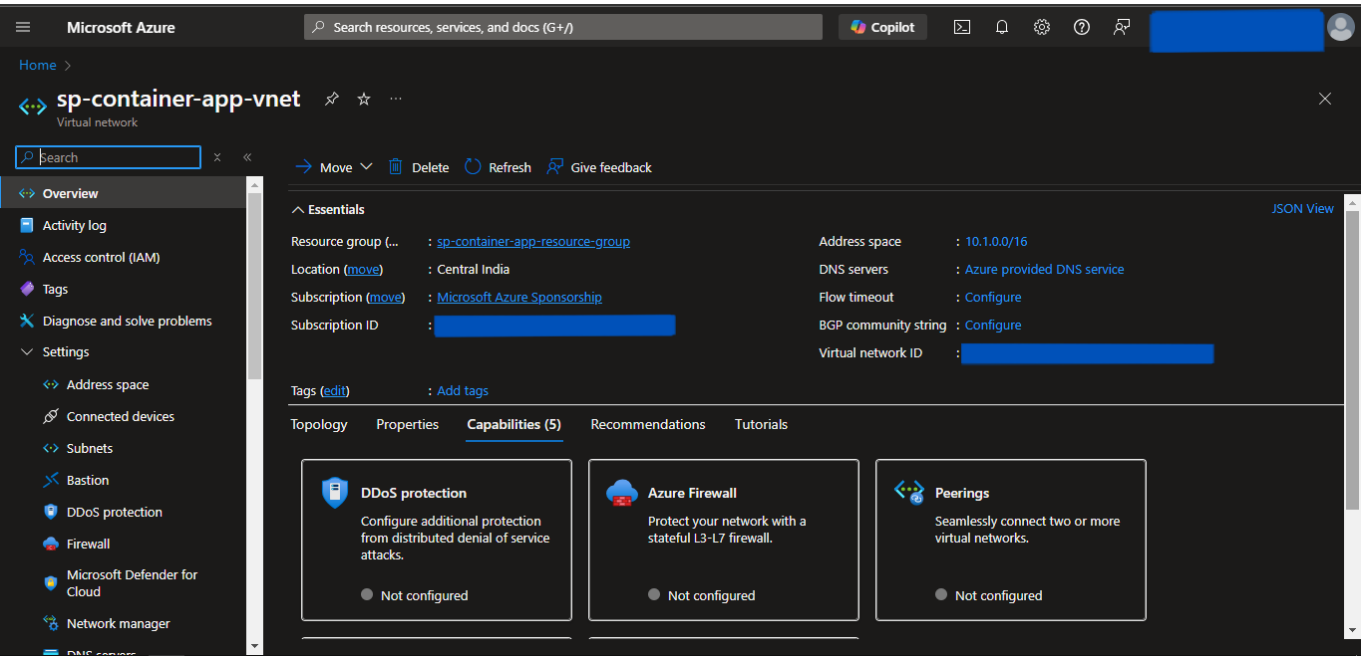 Microsoft Azure
Search resources, services, and docs (G+/)
Copilot
Home >
sp-container-app-vnet
Virtual network
Search
Overview
Activity log
Access control (IAM)
Tags
Diagnose and solve problems
Settings
Address space
Connected devices
Subnets
Bastion
DDoS protection
Firewall
Microsoft Defender for
Cloud
Network manager
DNS servers
Move
Delete
Refresh
Give feedback
Essentials
JSON View
Resource group (... : sp-container-app-resource-group
Location (move) : Central India
Subscription (move) : Microsoft Azure Sponsorship
Subscription ID :
Address space : 10.1.0.0/16
DNS servers : Azure provided DNS service
Flow timeout : Configure
BGP community string : Configure
Virtual network ID :
Tags (edit) : Add tags
Topology
Properties
Capabilities (5)
Recommendations
Tutorials
DDoS protection
Configure additional protection
from distributed denial of service
attacks.
Not configured
Azure Firewall
Protect your network with a
stateful L3-L7 firewall.
Not configured
Peerings
Seamlessly connect two or more
virtual networks.
Not configured